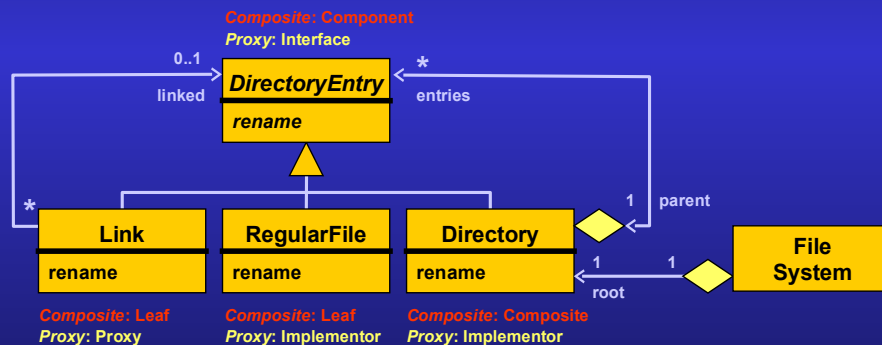 Composite: Component
Proxy: Interface
0..1
*
DirectoryEntry
linked
entries
rename
*
1
parent
Link
RegularFile
Directory
File
System
rename
rename
rename
1
1
root
Composite: Leaf
Composite: Leaf
Composite: Composite
Proxy: Proxy
Proxy: Implementor
Proxy: Implementor